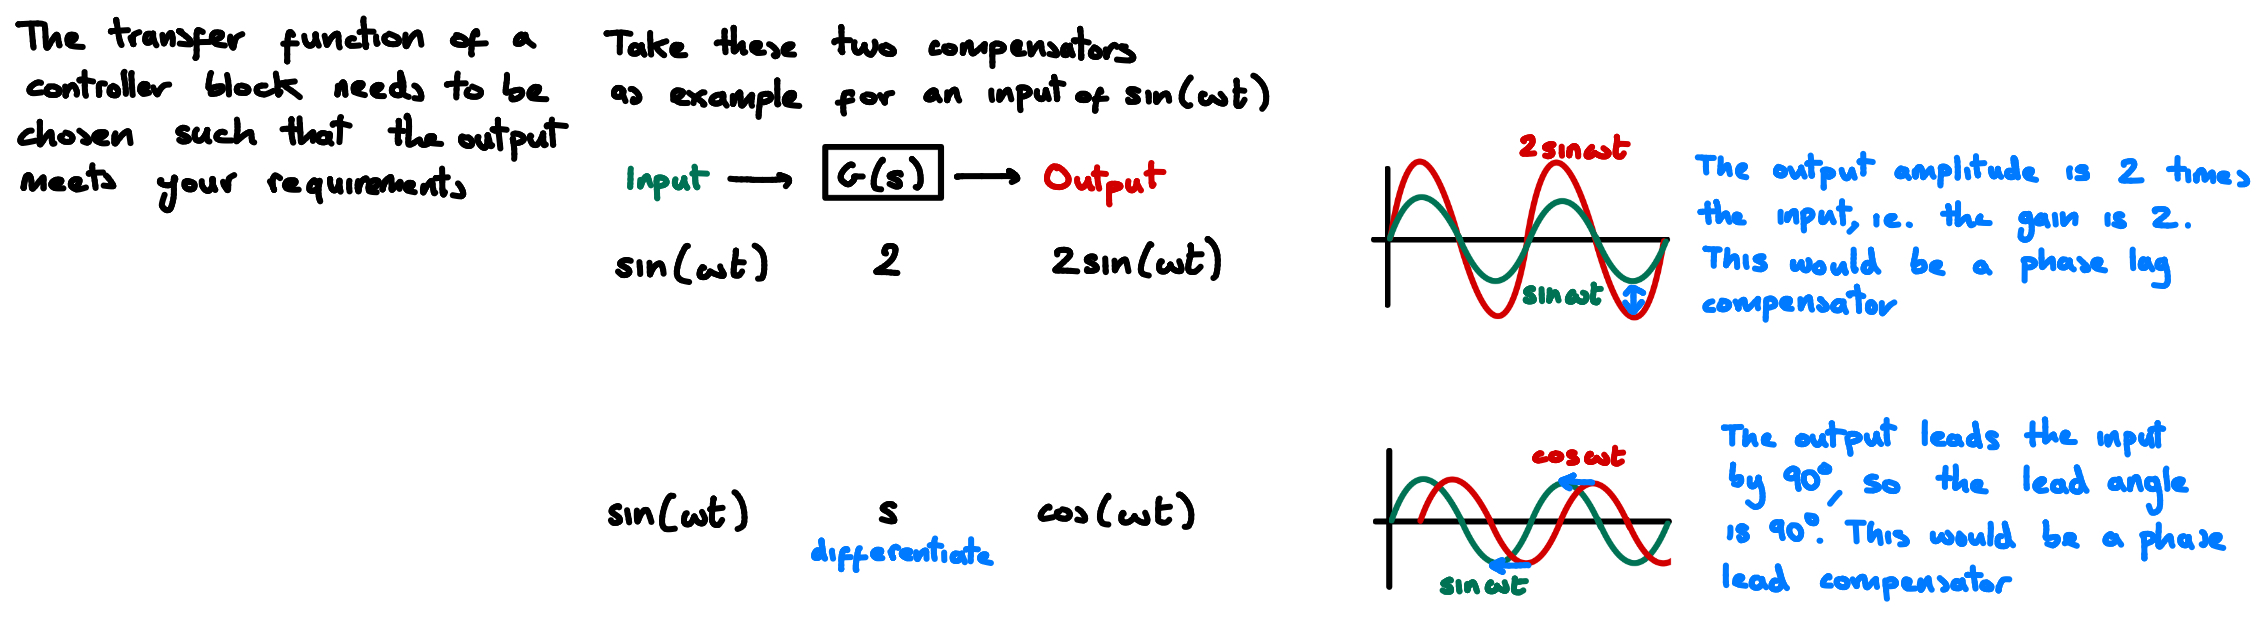 The transfer function of a
controller block needs to be
chosen such that the output
meets your requirements
Take these two compensators
as example for an input of sin(ωt)
Input → G(s) → Output
sin(ωt) 2 2sin(ωt)
2sinωt
sinωt
The output amplitude is 2 times
the input, ie. the gain is 2.
This would be a phase lag
compensator
sin(ωt) s cos(ωt)
differentiate
cosωt
sinωt
The output leads the input
by 90°, so the lead angle
is 90°. This would be a phase
lead compensator